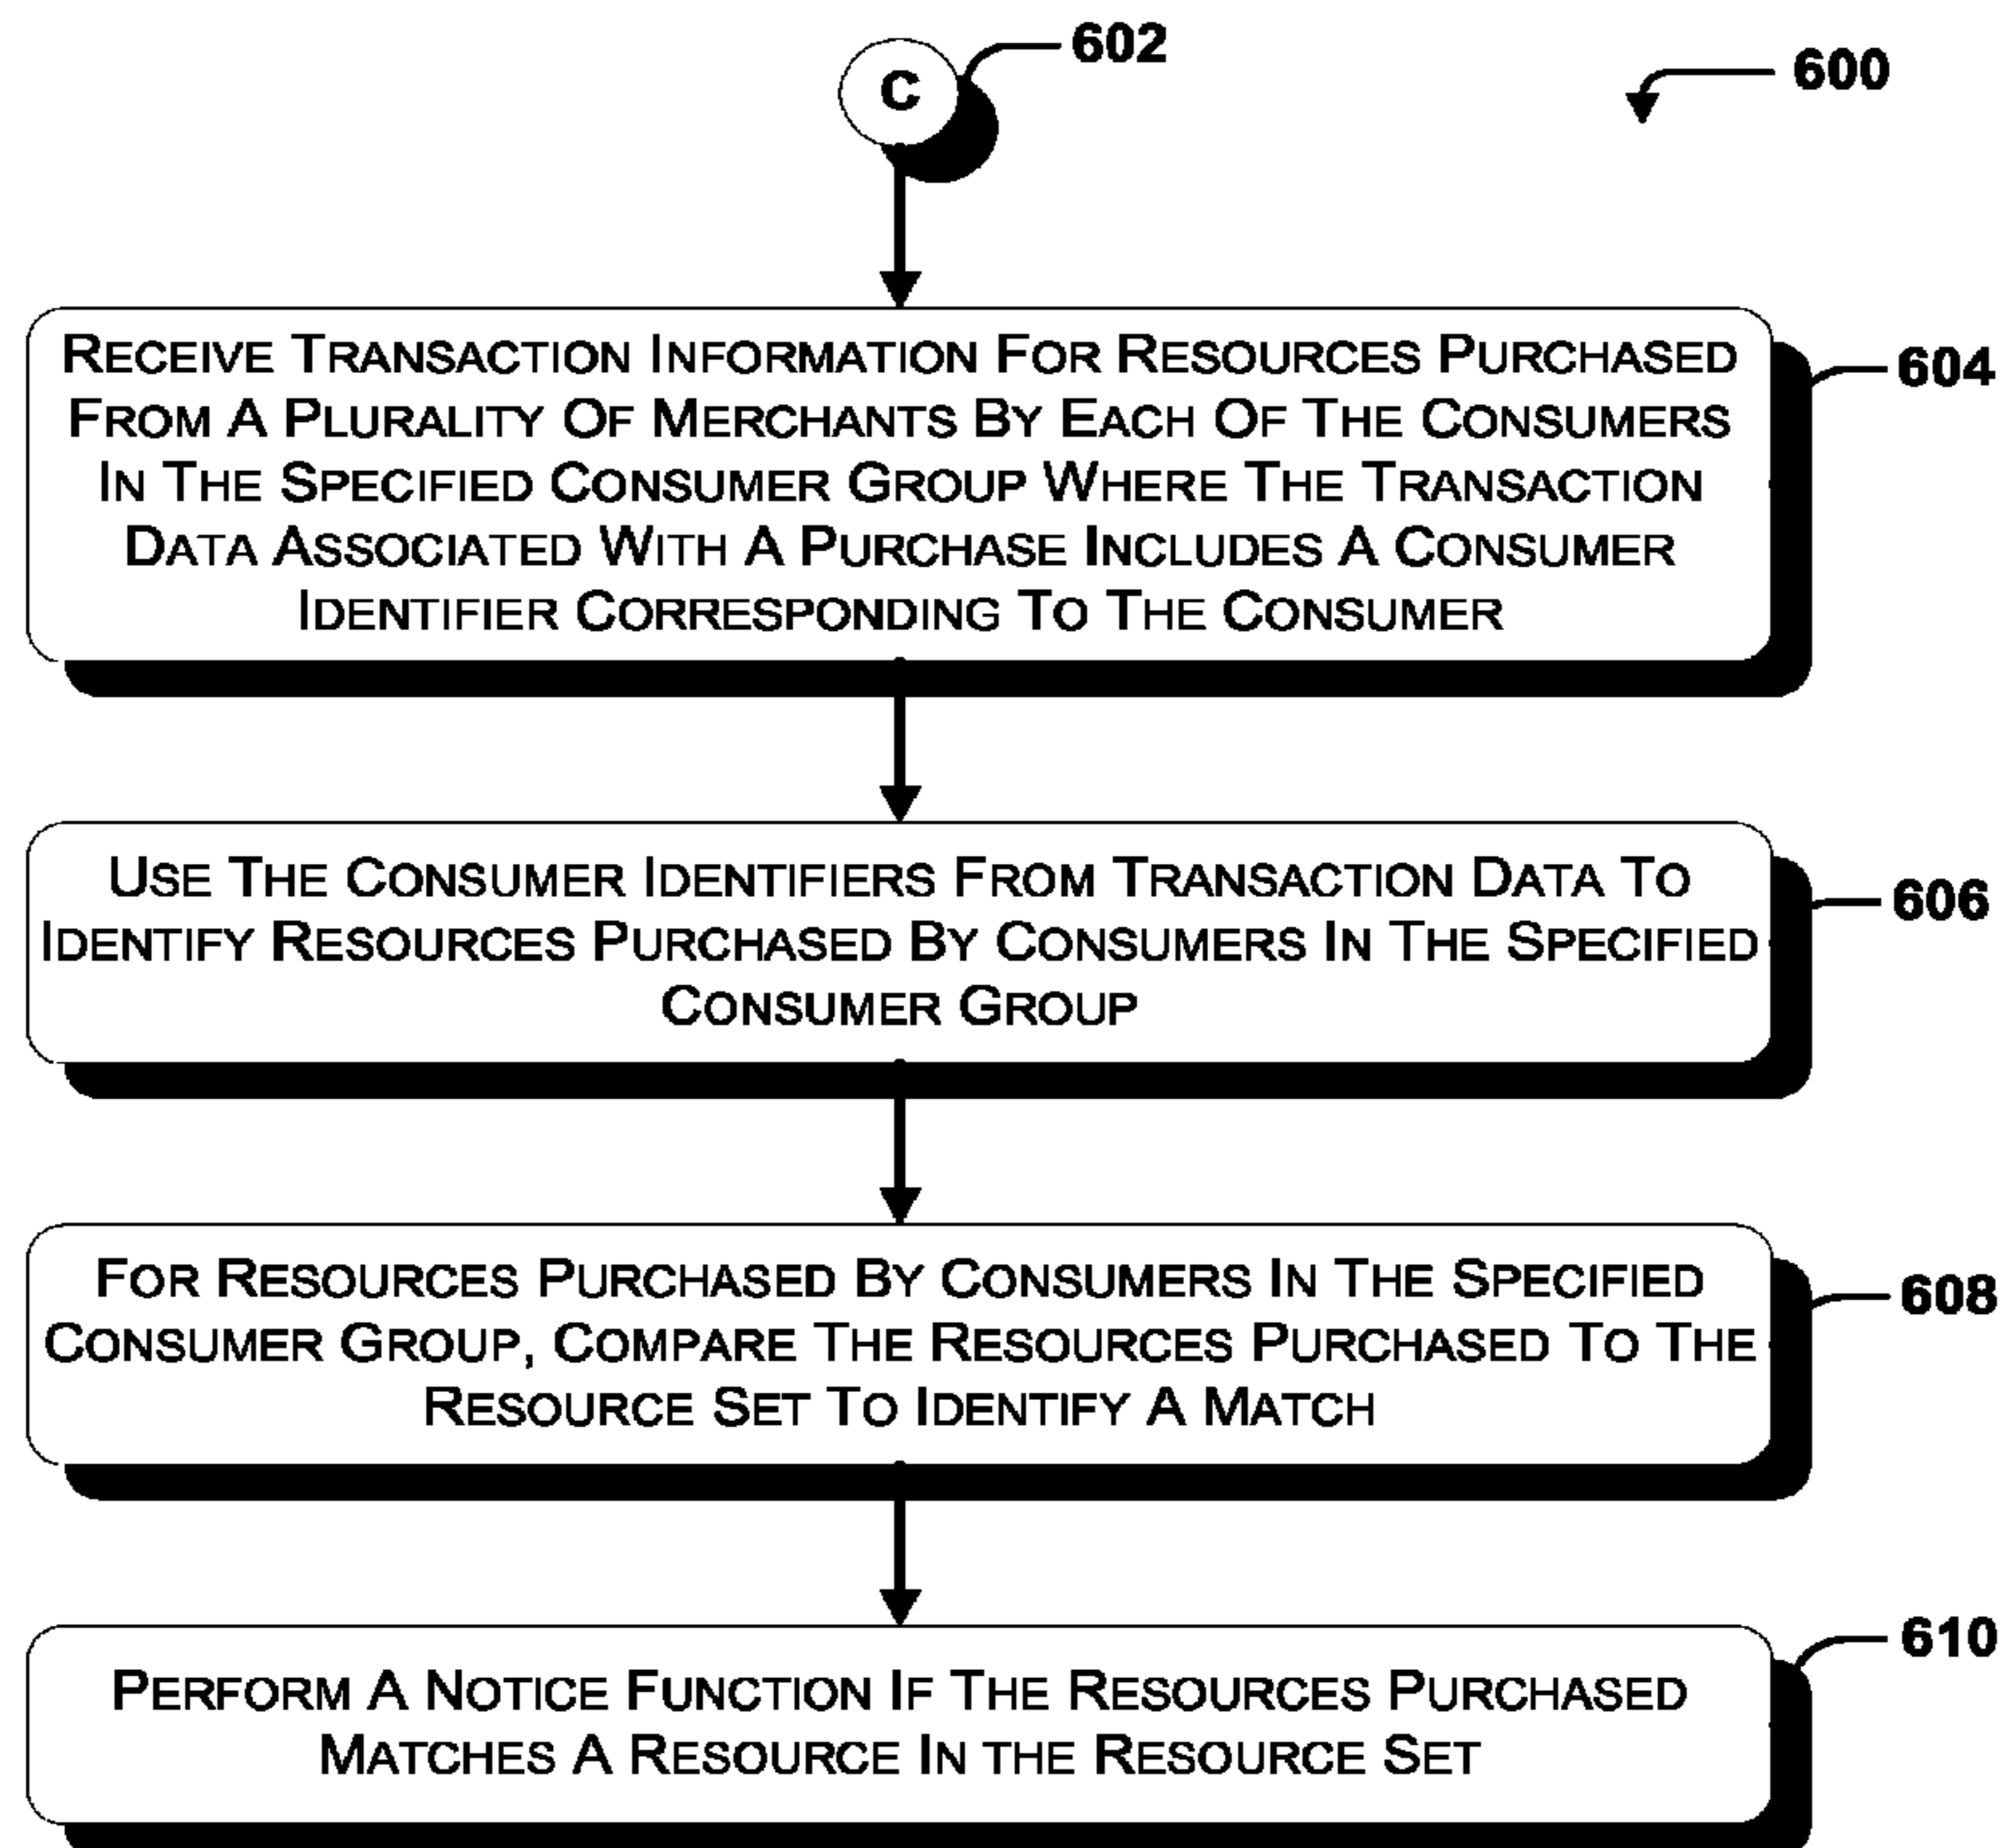 C
602
600
RECEIVE TRANSACTION INFORMATION FOR RESOURCES PURCHASED
FROM A PLURALITY OF MERCHANTS BY EACH OF THE CONSUMERS
IN THE SPECIFIED CONSUMER GROUP WHERE THE TRANSACTION
DATA ASSOCIATED WITH A PURCHASE INCLUDES A CONSUMER
IDENTIFIER CORRESPONDING TO THE CONSUMER
604
USE THE CONSUMER IDENTIFIERS FROM TRANSACTION DATA TO
IDENTIFY RESOURCES PURCHASED BY CONSUMERS IN THE SPECIFIED
CONSUMER GROUP
606
FOR RESOURCES PURCHASED BY CONSUMERS IN THE SPECIFIED
CONSUMER GROUP, COMPARE THE RESOURCES PURCHASED TO THE
RESOURCE SET TO IDENTIFY A MATCH
608
PERFORM A NOTICE FUNCTION IF THE RESOURCES PURCHASED
MATCHES A RESOURCE IN THE RESOURCE SET
610